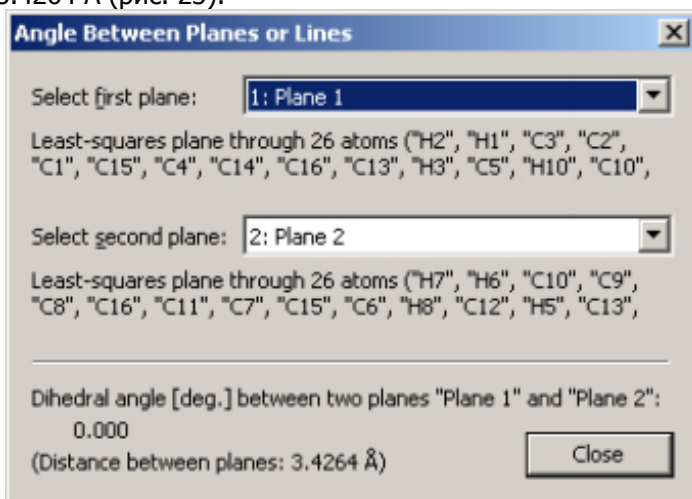 3.4264 Å (рис. 25).
Angle Between Planes or Lines
Select first plane: 1: Plane 1
Least-squares plane through 26 atoms ("H2", "H1", "C3", "C2",
"C1", "C15", "C4", "C14", "C16", "C13", "H3", "C5", "H10", "C10",
Select second plane: 2: Plane 2
Least-squares plane through 26 atoms ("H7", "H6", "C10", "C9",
"C8", "C16", "C11", "C7", "C15", "C6", "H8", "C12", "H5", "C13",
Dihedral angle [deg.] between two planes "Plane 1" and "Plane 2":
0.000
(Distance between planes: 3.4264 Å)
Close